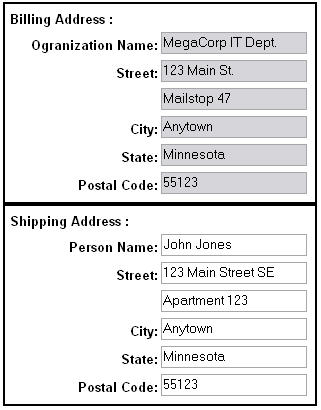 Billing Address :
Ogranization Name: MegaCorp IT Dept.
Street: 123 Main St.
Mailstop 47
City: Anytown
State: Minnesota
Postal Code: 55123
Shipping Address :
Person Name: John Jones
Street: 123 Main Street SE
Apartment 123
City: Anytown
State: Minnesota
Postal Code: 55123